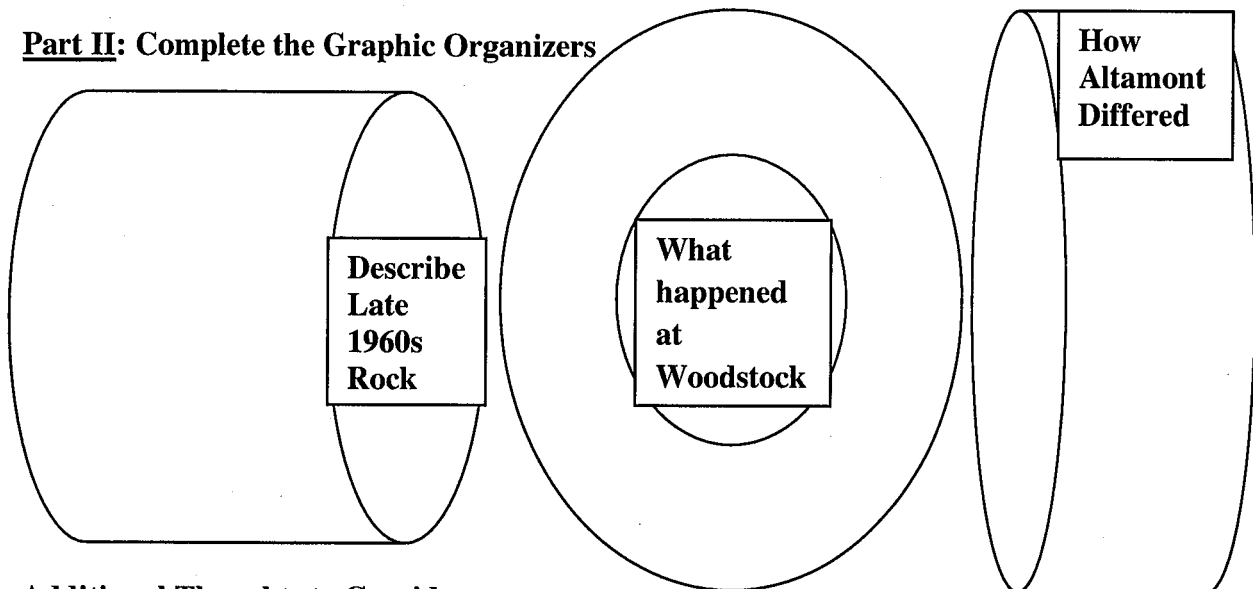 Part II: Complete the Graphic Organizers
Describe
Late
1960s
Rock
What
happened
at
Woodstock
How
Altamont
Differed